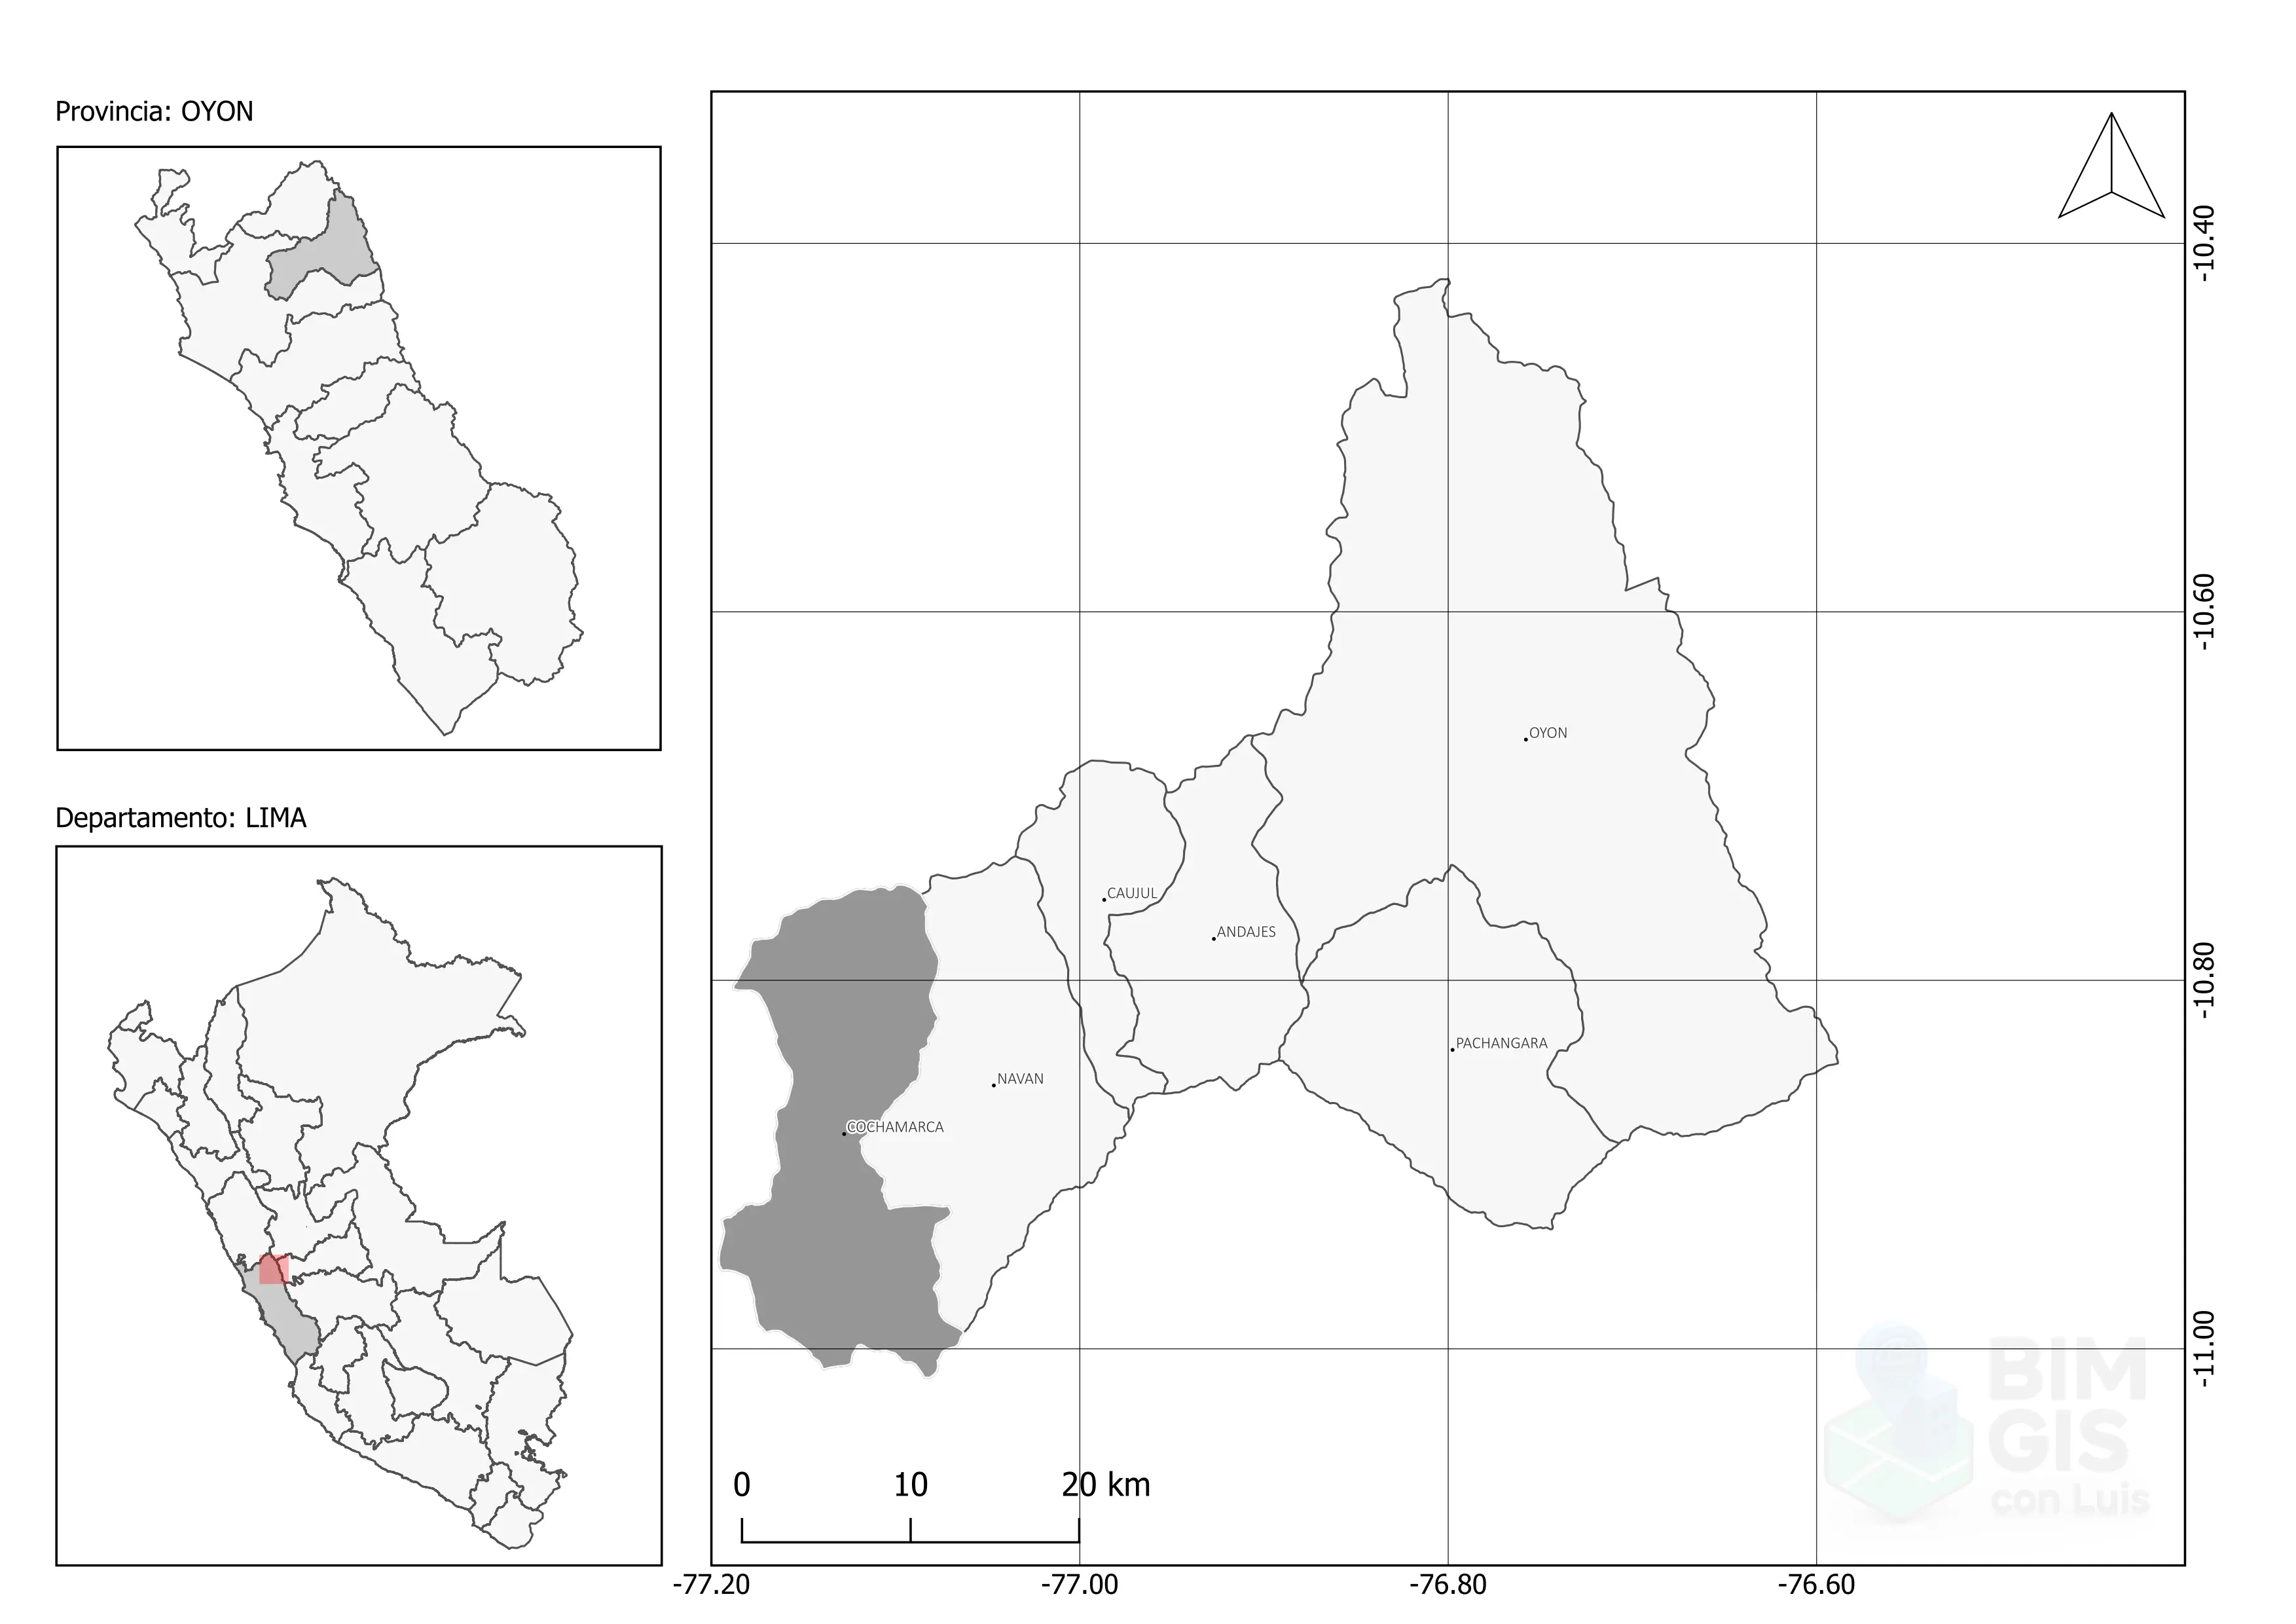 Provincia: OYON
Departamento: LIMA
-10.40
-10.60
OYON
CAUJUL
ANDAJES
-10.80
PACHANGARA
NAVAN
COCHAMARCA
-11.00
BIM
GIS
con Luis
0 10 20 km
-77.20 -77.00 -76.80 -76.60